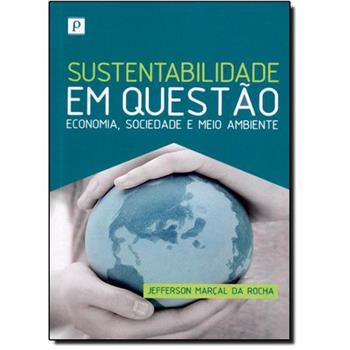 P
SUSTENTABILIDADE
EM QUESTÃO
ECONOMIA, SOCIEDADE E MEIO AMBIENTE
JEFFERSON MARÇAL DA ROCHA